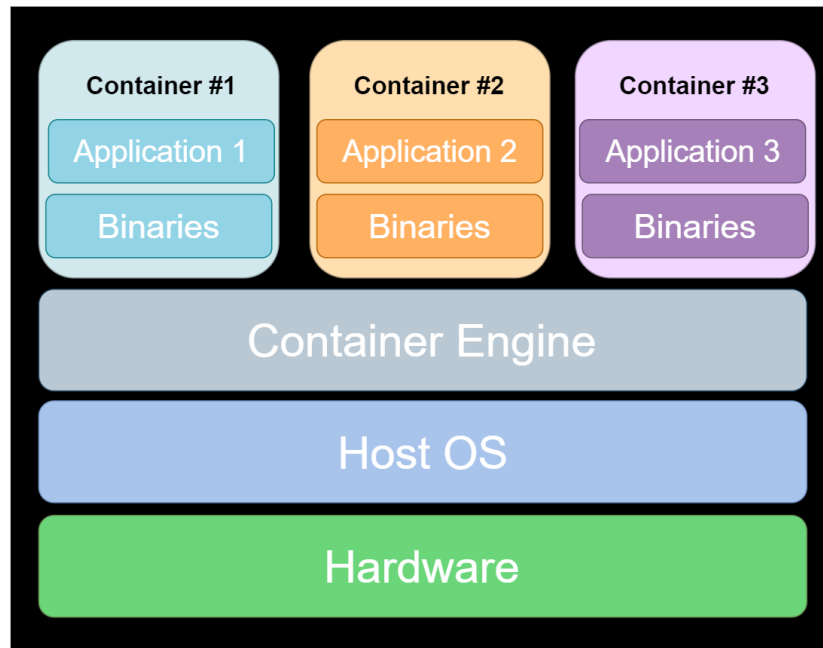 Container #1
Container #2
Container #3
Application 1
Application 2
Application 3
Binaries
Binaries
Binaries
Container Engine
Host OS
Hardware